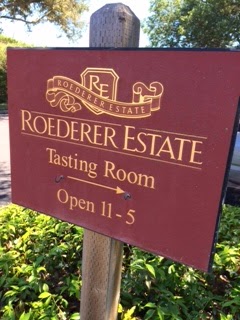 RE
ROEDERER ESTATE
ROEDERER ESTATE
Tasting Room
Open 11-5